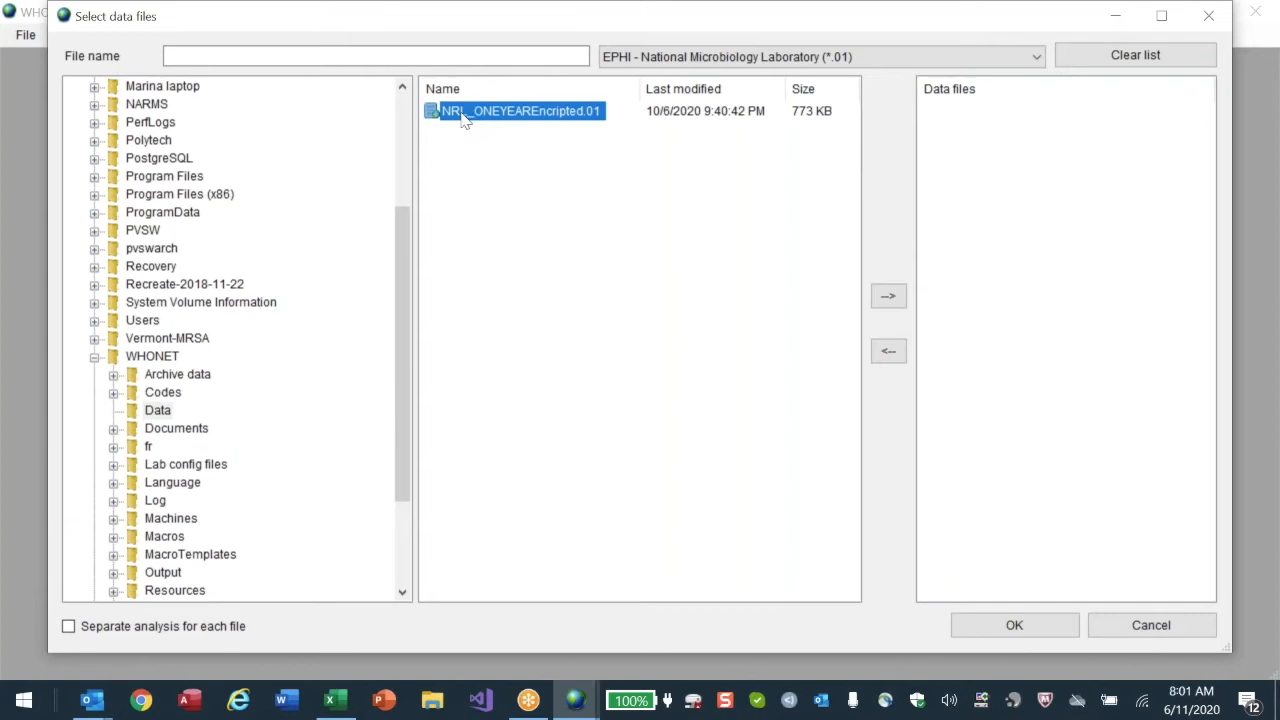 WHO
Select data files
File
File name
EPHI - National Microbiology Laboratory (*.01)
Clear list
Marina laptop
NARMS
PerfLogs
Polytech
PostgreSQL
Program Files
Program Files (x86)
ProgramData
PVSW
pvswarch
Recovery
Recreate-2018-11-22
System Volume Information
Users
Vermont-MRSA
WHONET
Archive data
Codes
Data
Documents
fr
Lab config files
Language
Log
Machines
Macros
MacroTemplates
Output
Resources
Name Last modified Size
NRL_ONEYEAREncripted.01 10/6/2020 9:40:42 PM 773 KB
-->
<--
Data files
Separate analysis for each file
OK
Cancel
100%
8:01 AM
6/11/2020
12